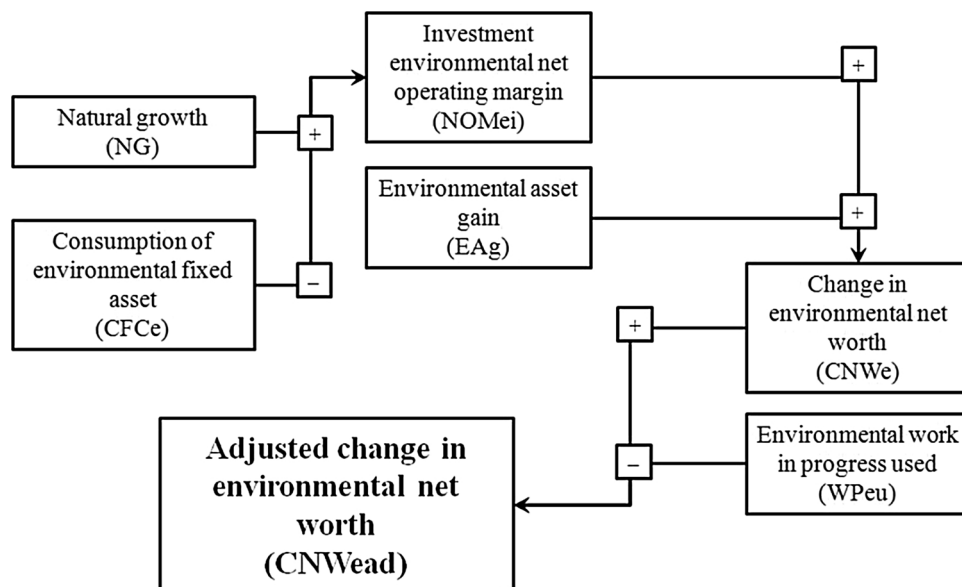 Natural growth
(NG)
+
Consumption of
environmental fixed
asset
(CFCe)
−
Investment
environmental net
operating margin
(NOMei)
+
Environmental asset
gain
(EAg)
+
Change in
environmental net
worth
(CNWe)
+
Environmental work
in progress used
(WPeu)
−
Adjusted change in
environmental net
worth
(CNWead)